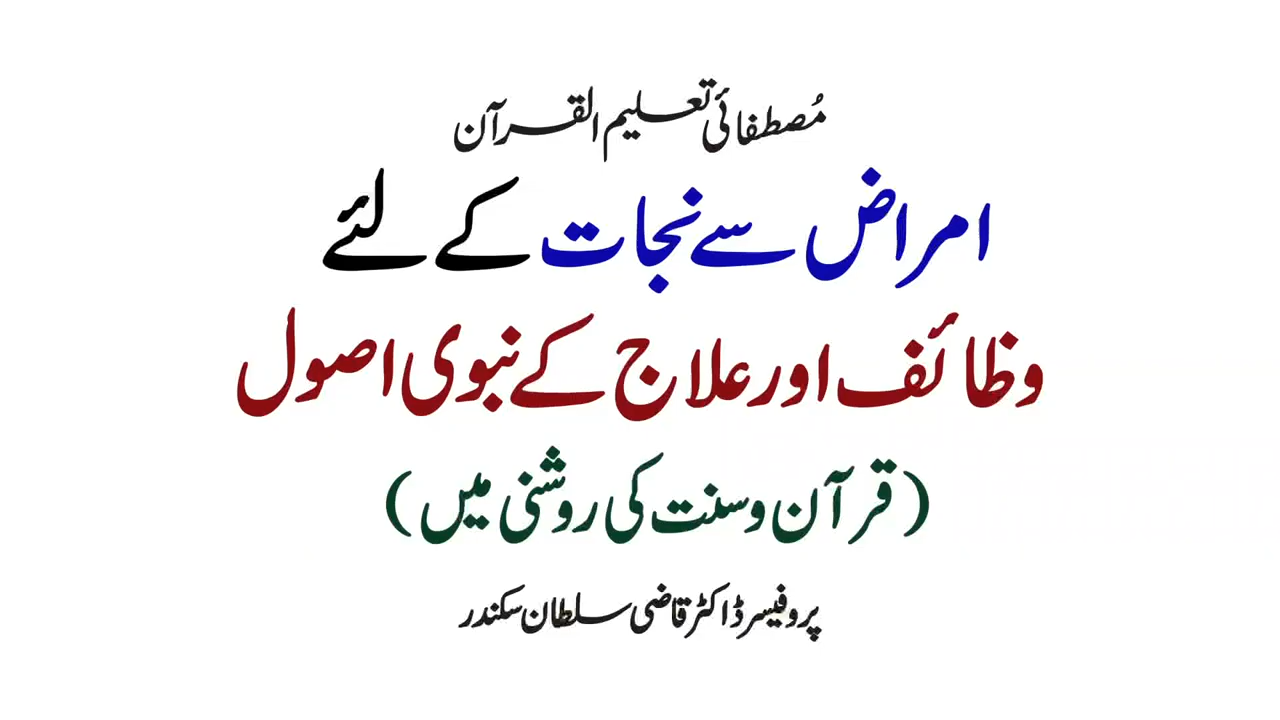 مُصطفائی تعلیم القرآن
امراض سے نجات کے لئے
وظائف اور علاج کے نبوی اصول
(قرآن و سنت کی روشنی میں)
پروفیسر ڈاکٹر قاضی سلطان سکندر